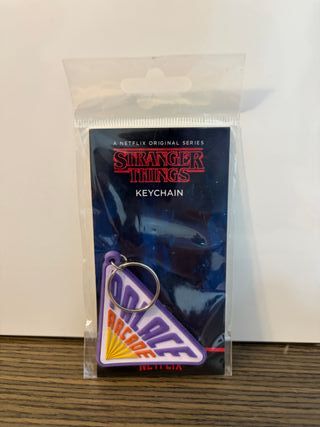 A NETFLIX ORIGINAL SERIES
STRANGER
THINGS
KEYCHAIN
PALACE
ARCADE
NETFLIX